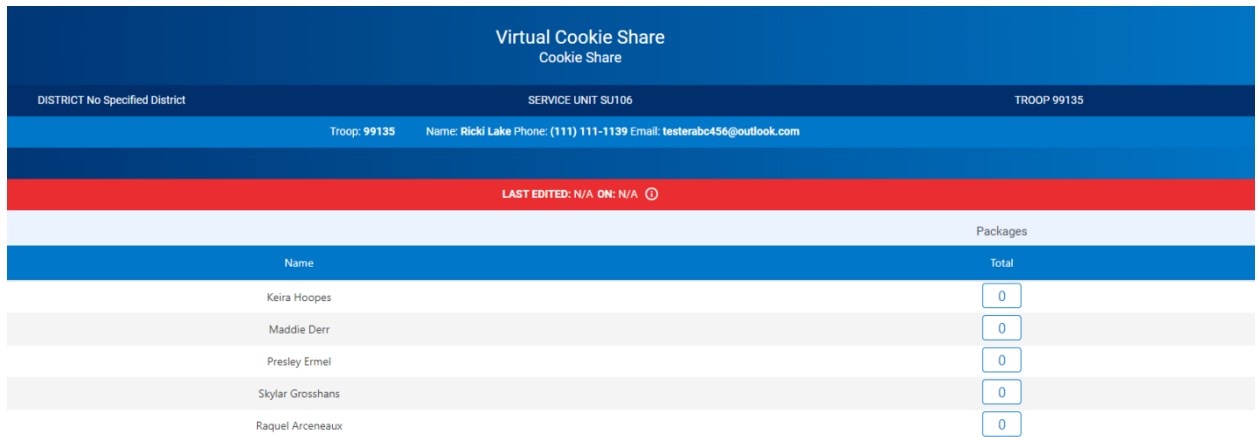 Virtual Cookie Share
Cookie Share
DISTRICT No Specified District SERVICE UNIT SU106 TROOP 99135
Troop: 99135 Name: Ricki Lake Phone: (111) 111-1139 Email: testerabc456@outlook.com
LAST EDITED: N/A ON: N/A
Packages
Name Total
Keira Hoopes 0
Maddie Derr 0
Presley Ermel 0
Skylar Grosshans 0
Raquel Arceneaux 0